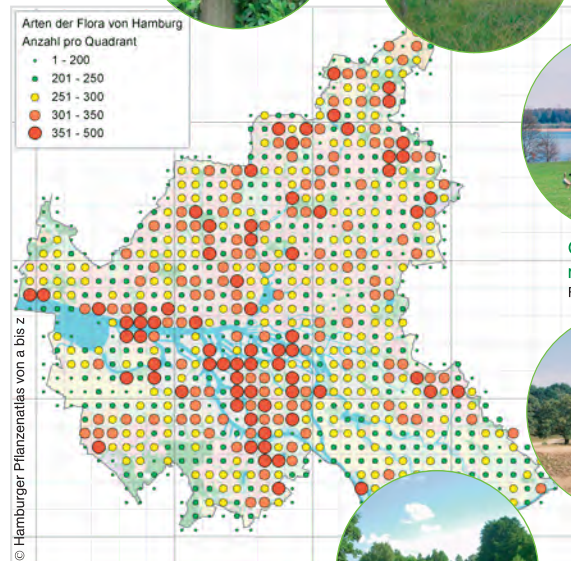 Arten der Flora von Hamburg
Anzahl pro Quadrant
1 - 200
201 - 250
251 - 300
301 - 350
351 - 500
© Hamburger Pflanzenatlas von a bis z